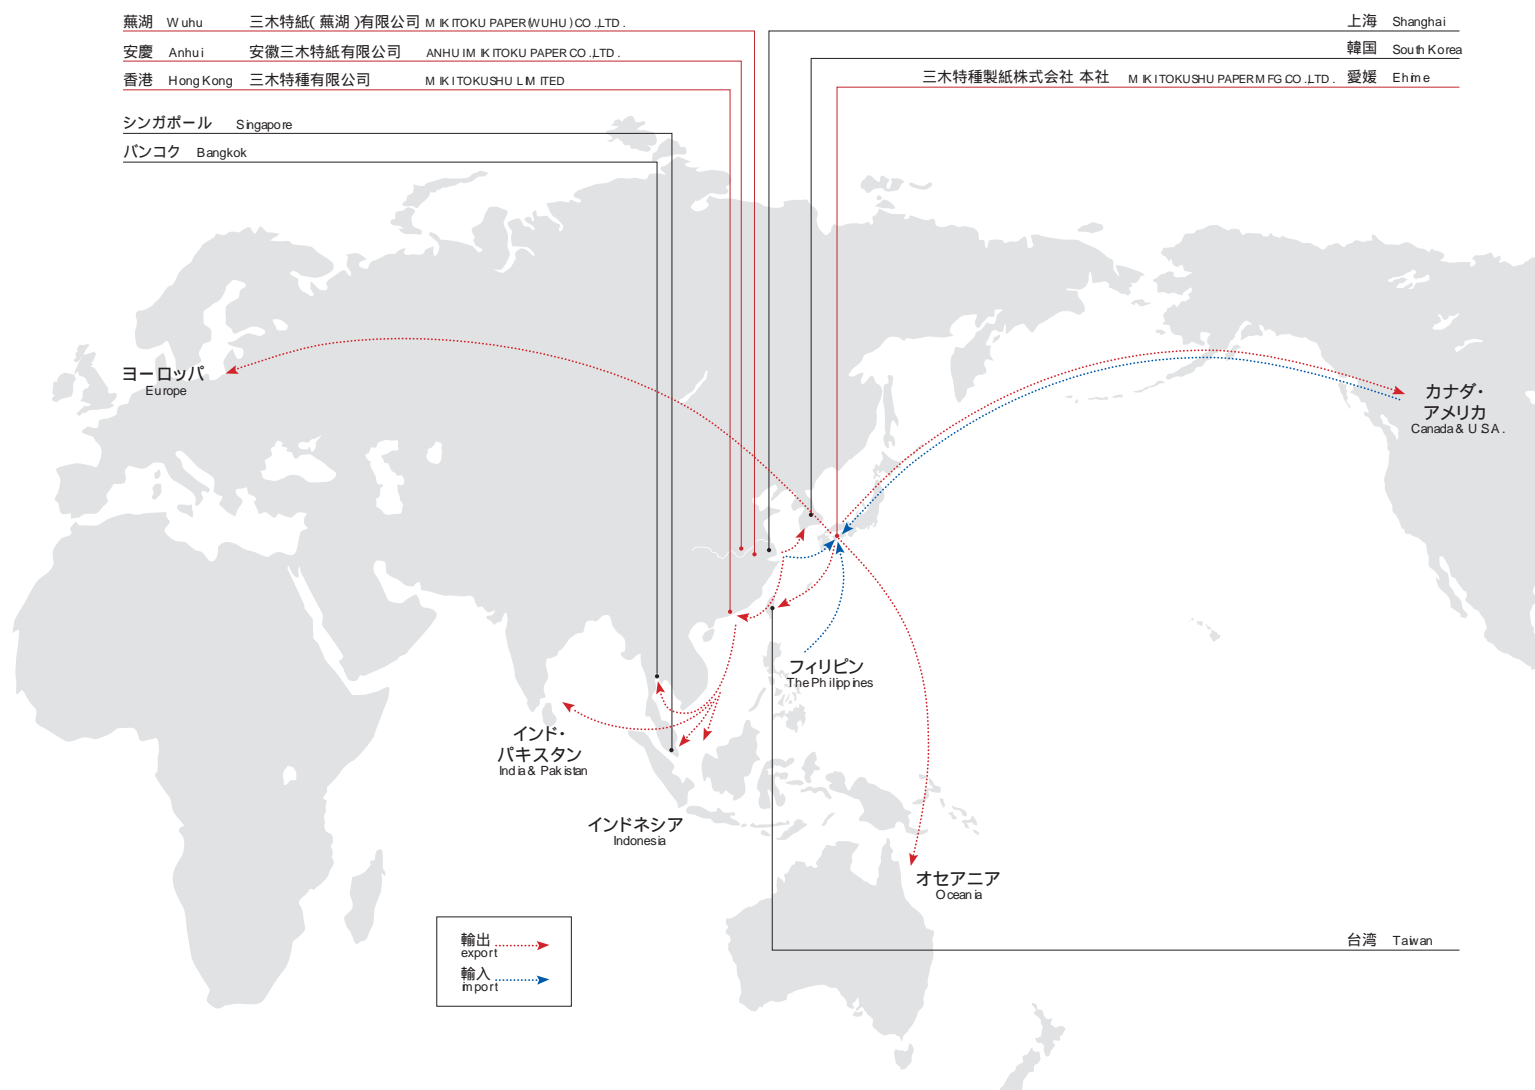 蕪湖 Wuhu 三木特紙(蕪湖)有限公司 MIKITOKU PAPER(WUHU)CO.,LTD.
安慶 Anhui 安徽三木特紙有限公司 ANHUI MIKITOKU PAPER CO.,LTD.
香港 Hong Kong 三木特種有限公司 MIKITOKUSHU LIMITED
シンガポール Singapore
バンコク Bangkok
上海 Shanghai
韓国 South Korea
三木特種製紙株式会社 本社 MIKITOKUSHU PAPER MFG CO.,LTD. 愛媛 Ehime
ヨーロッパ
Europe
カナダ・
アメリカ
Canada & U.S.A.
フィリピン
The Philippines
インド・
パキスタン
India & Pakistan
インドネシア
Indonesia
オセアニア
Oceania
輸出
export
輸入
import
台湾 Taiwan